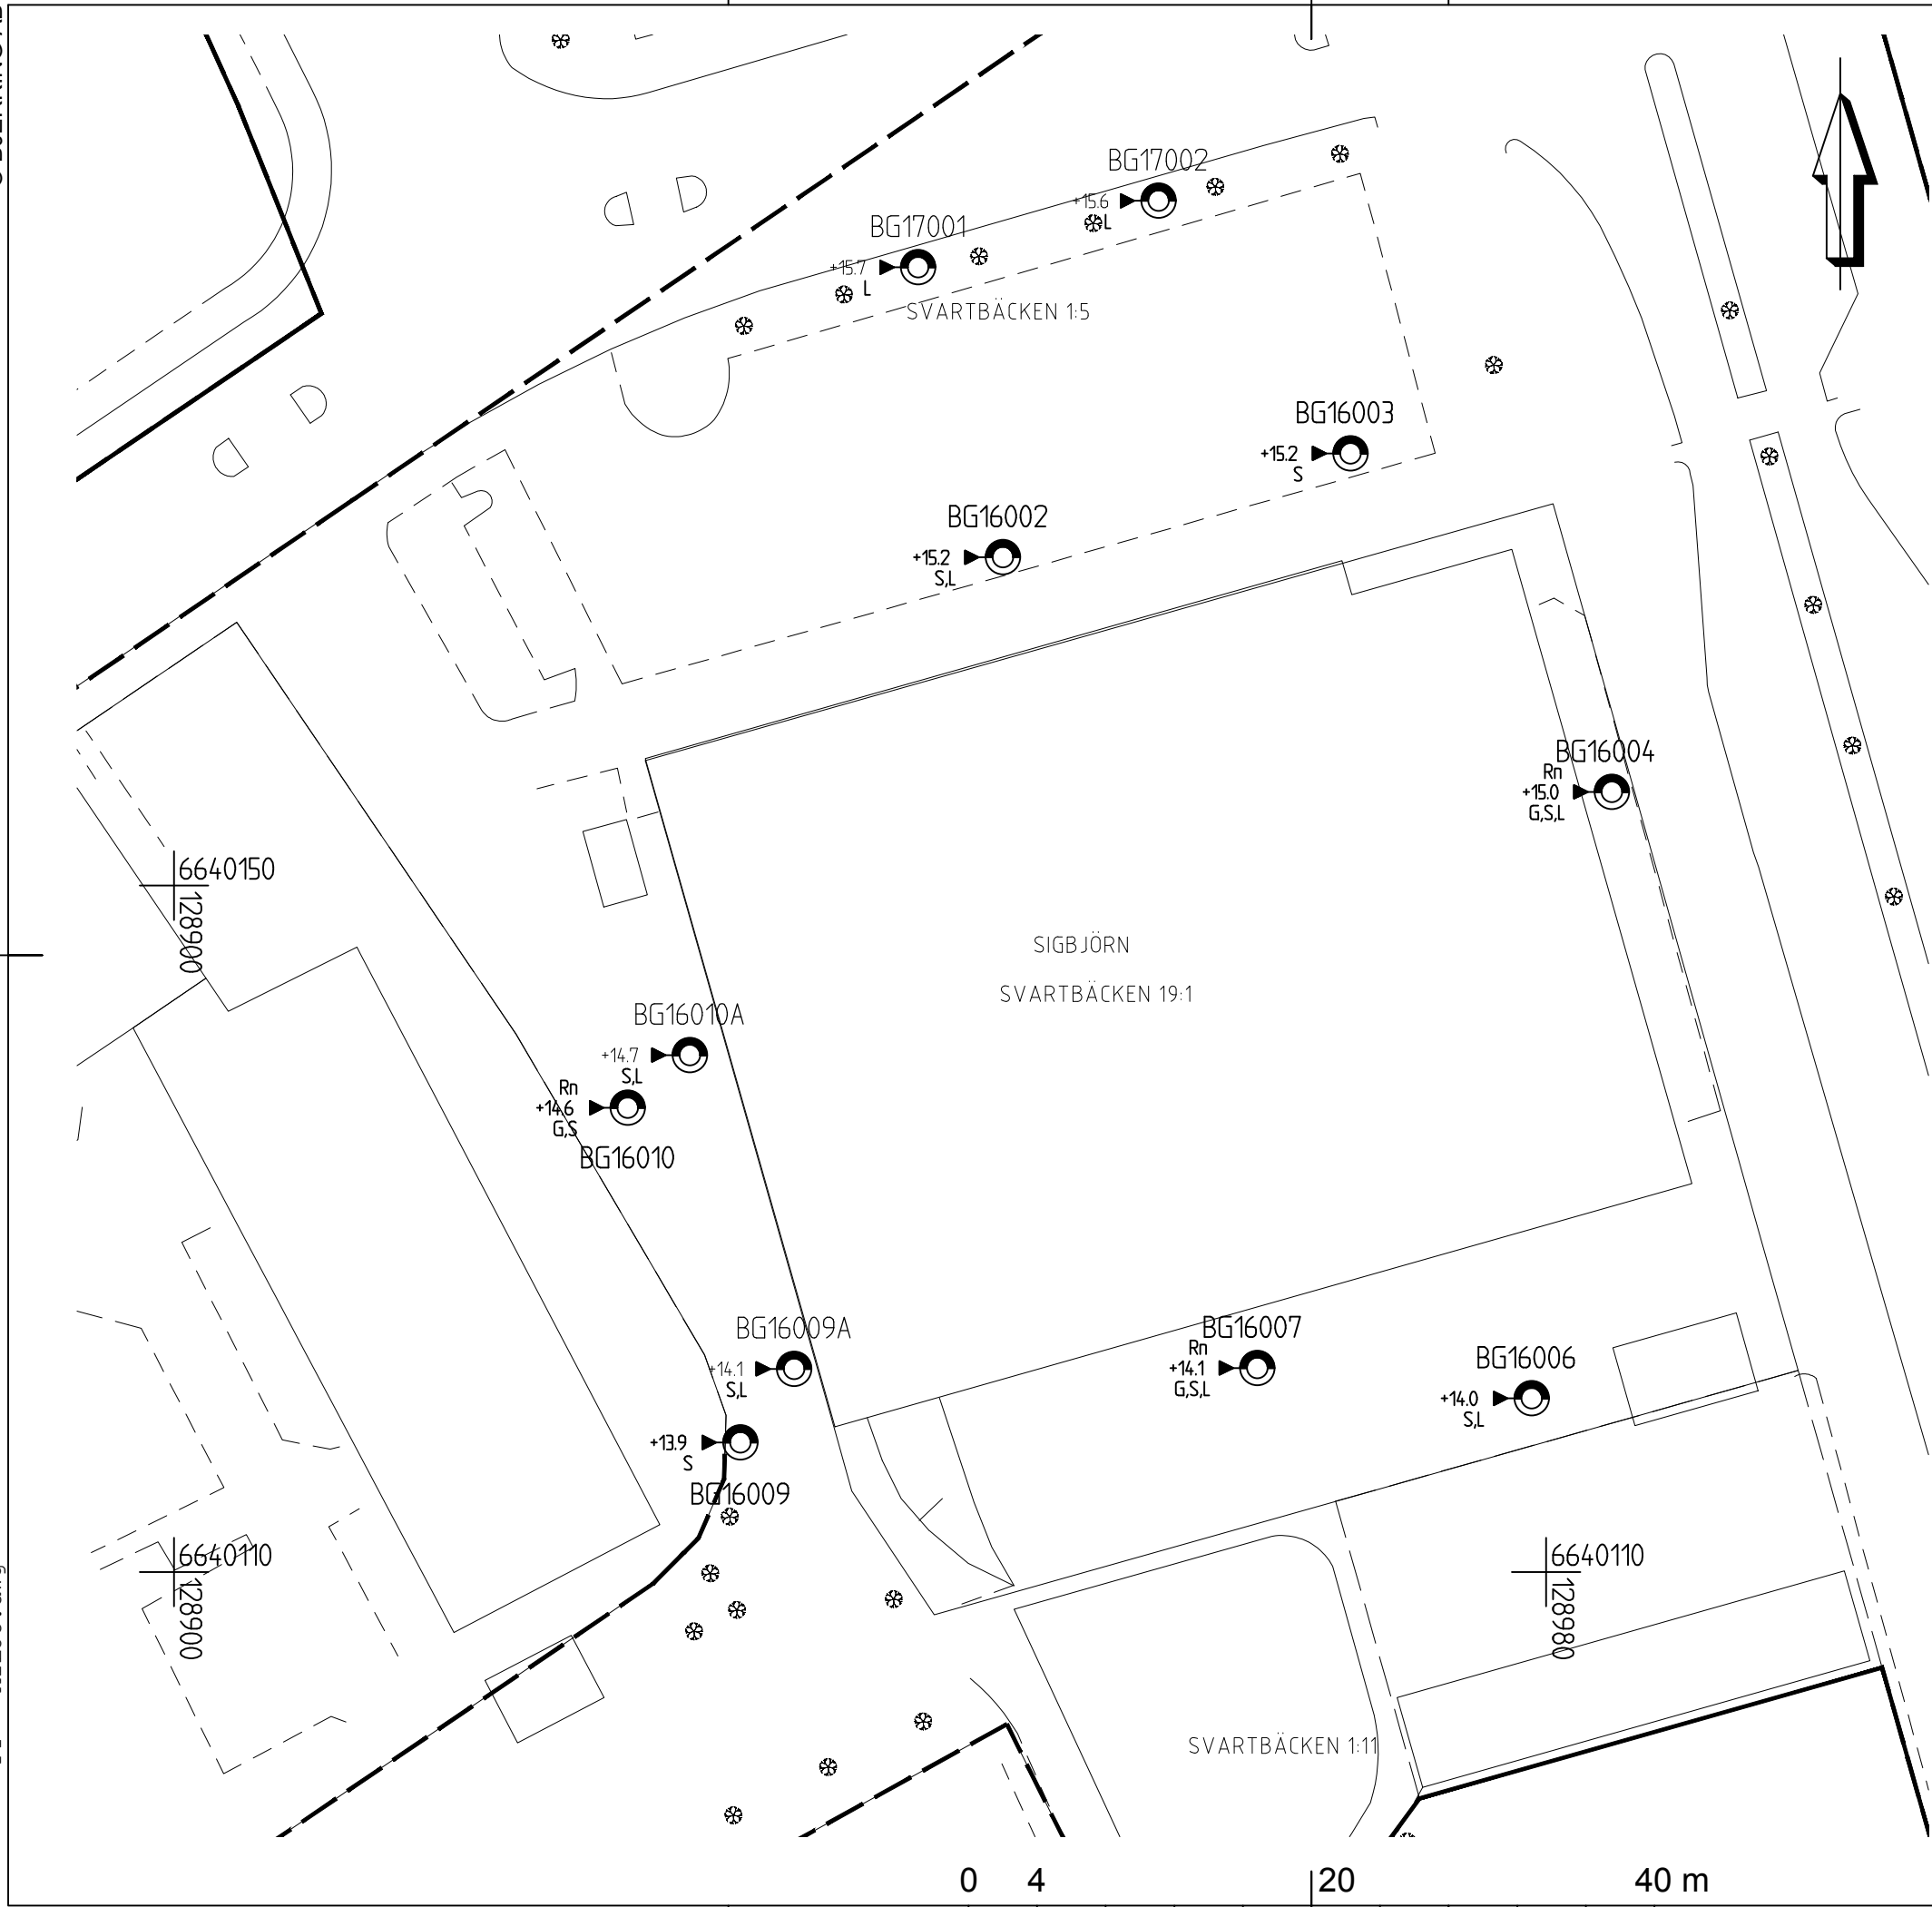 BG17002
+15.6
L
BG17001
+15.7
L
SVARTBÄCKEN 1:5
BG16003
+15.2
S
BG16002
+15.2
S,L
BG16004
Rn
+15.0
G,S,L
6640150
128900
SIGBJÖRN
SVARTBÄCKEN 19:1
BG16010A
+14.7
S,L
Rn
+14.6
G,S
BG16010
BG16009A
+14.1
S,L
BG16007
Rn
+14.1
G,S,L
BG16006
+14.0
S,L
+13.9
S
BG16009
6640110
128900
6640110
128980
SVARTBÄCKEN 1:11
0 4 20 40 m